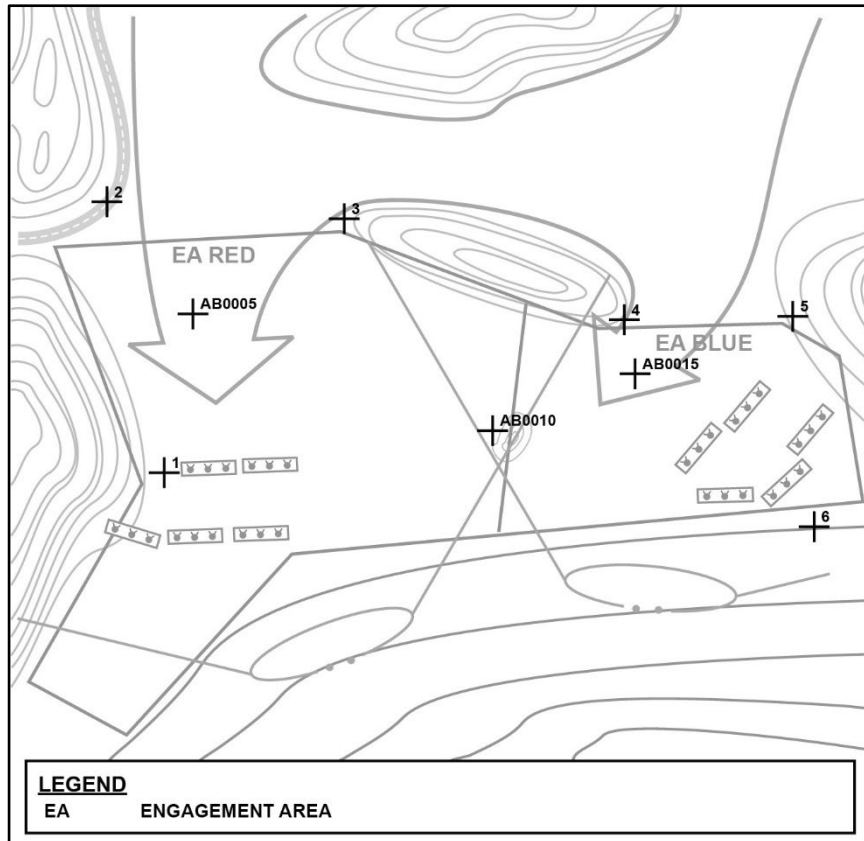 2
3
EA RED
AB0005
4
5
EA BLUE
AB0015
AB0010
1
6
LEGEND
EA ENGAGEMENT AREA